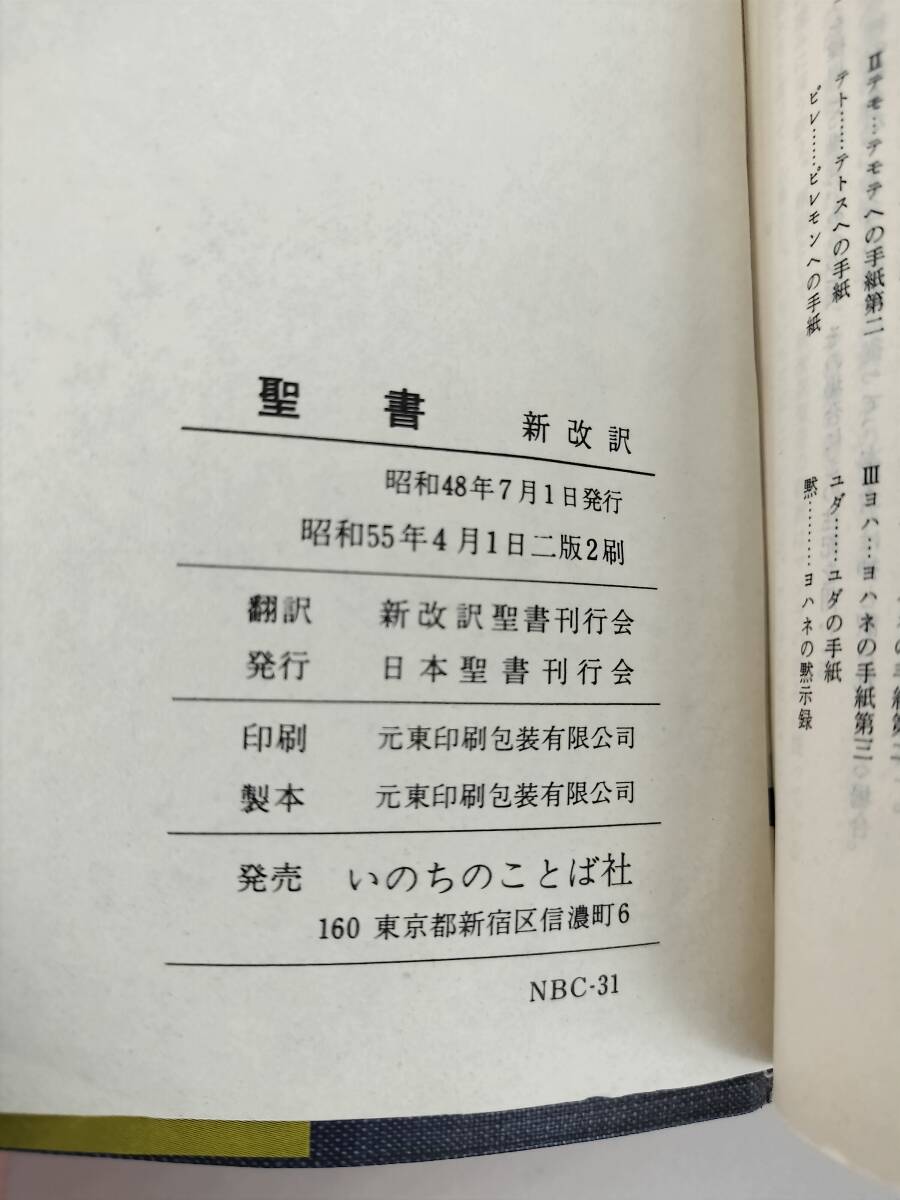 聖書 新改訳
昭和48年7月1日発行
昭和55年4月1日二版2刷
翻訳 新改訳聖書刊行会
発行 日本聖書刊行会
印刷 元東印刷包装有限公司
製本 元東印刷包装有限公司
発売 いのちのことば社
160 東京都新宿区信濃町6
NBC-31
Ⅱテモ…テモテへの手紙第二
テト……テトスへの手紙
ピレ……ピレモンへの手紙
Ⅲヨハ…ヨハネの手紙第三
ユダ……ユダの手紙
黙………ヨハネの黙示録